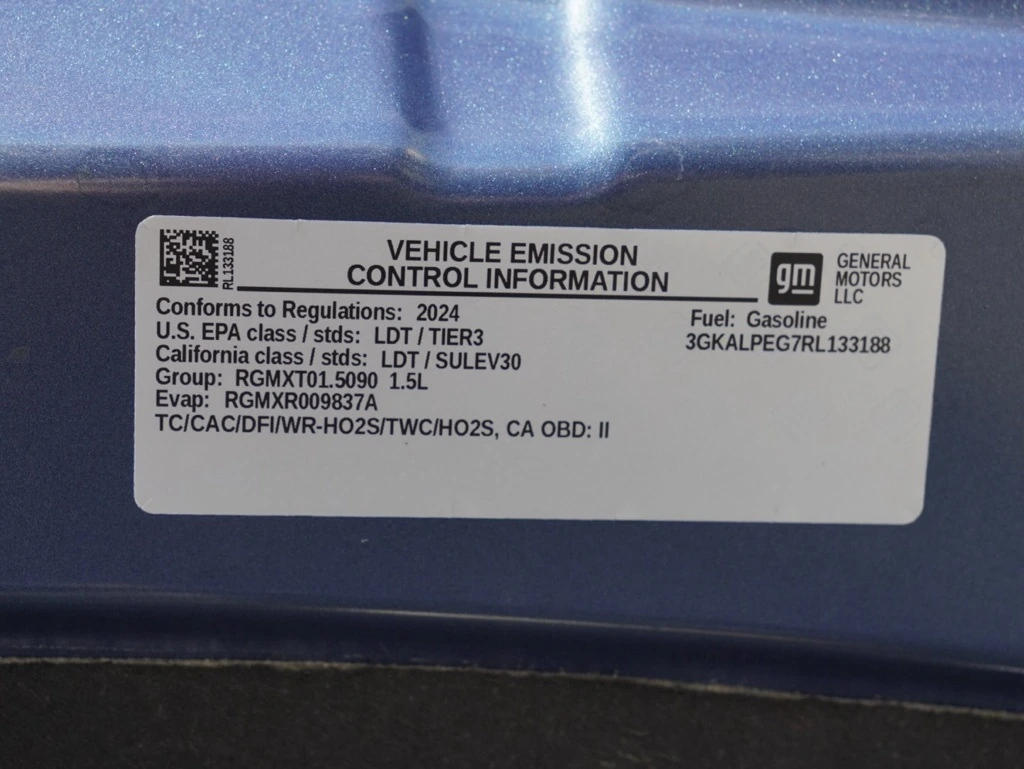 RL133188
VEHICLE EMISSION
CONTROL INFORMATION
gm
GENERAL
MOTORS
LLC
Conforms to Regulations: 2024
U.S. EPA class / stds: LDT / TIER3
California class / stds: LDT / SULEV30
Group: RGMXT01.5090 1.5L
Evap: RGMXR009837A
TC/CAC/DFI/WR-HO2S/TWC/HO2S, CA OBD: II
Fuel: Gasoline
3GKALPEG7RL133188